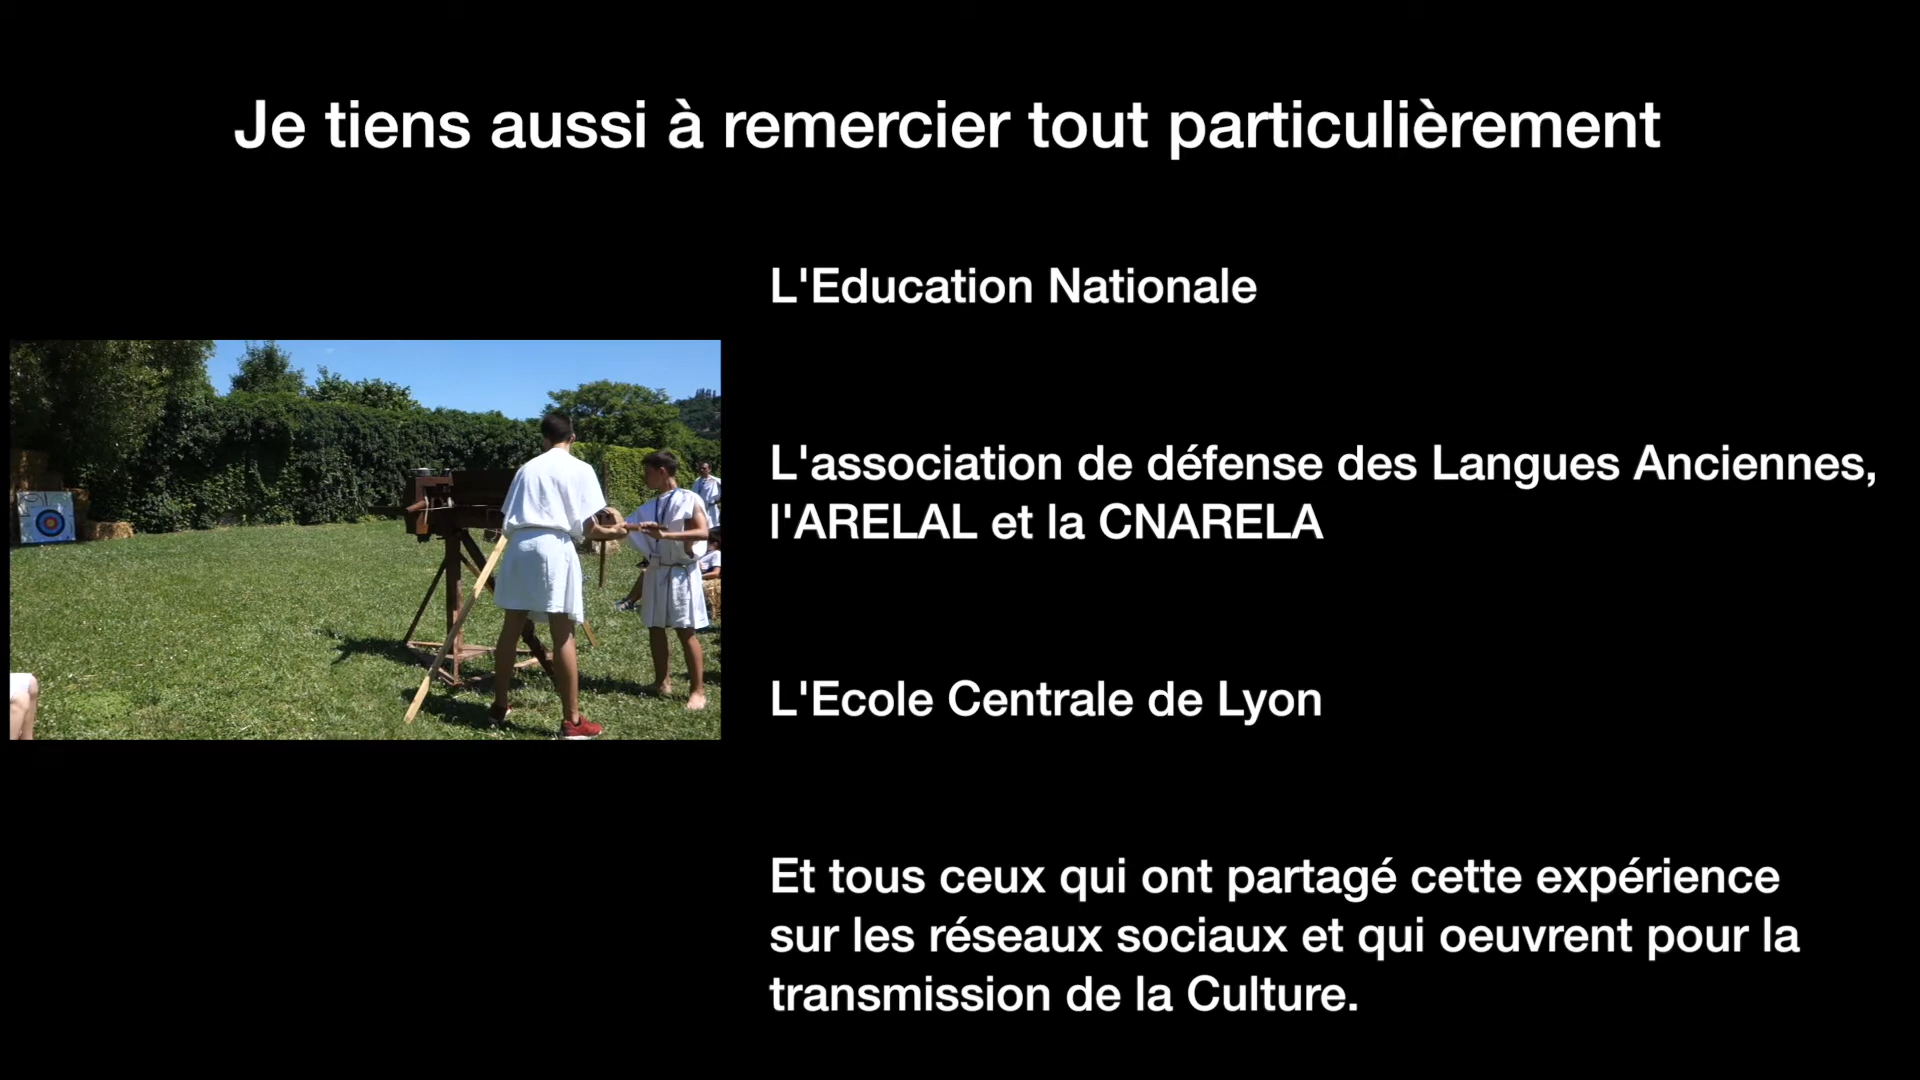 Je tiens aussi à remercier tout particulièrement
L'Education Nationale
L'association de défense des Langues Anciennes,
l'ARELAL et la CNARELA
L'Ecole Centrale de Lyon
Et tous ceux qui ont partagé cette expérience
sur les réseaux sociaux et qui oeuvrent pour la
transmission de la Culture.